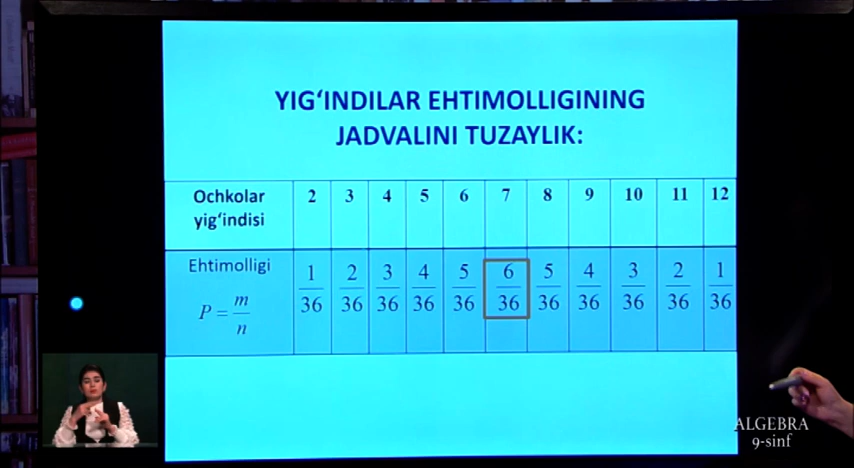 YIG‘INDILAR EHTIMOLLIGINING
JADVALINI TUZAYLIK:
Ochkolar yig‘indisi 2 3 4 5 6 7 8 9 10 11 12
Ehtimolligi P = m/n 1/36 2/36 3/36 4/36 5/36 6/36 5/36 4/36 3/36 2/36 1/36
ALGEBRA
9-sinf